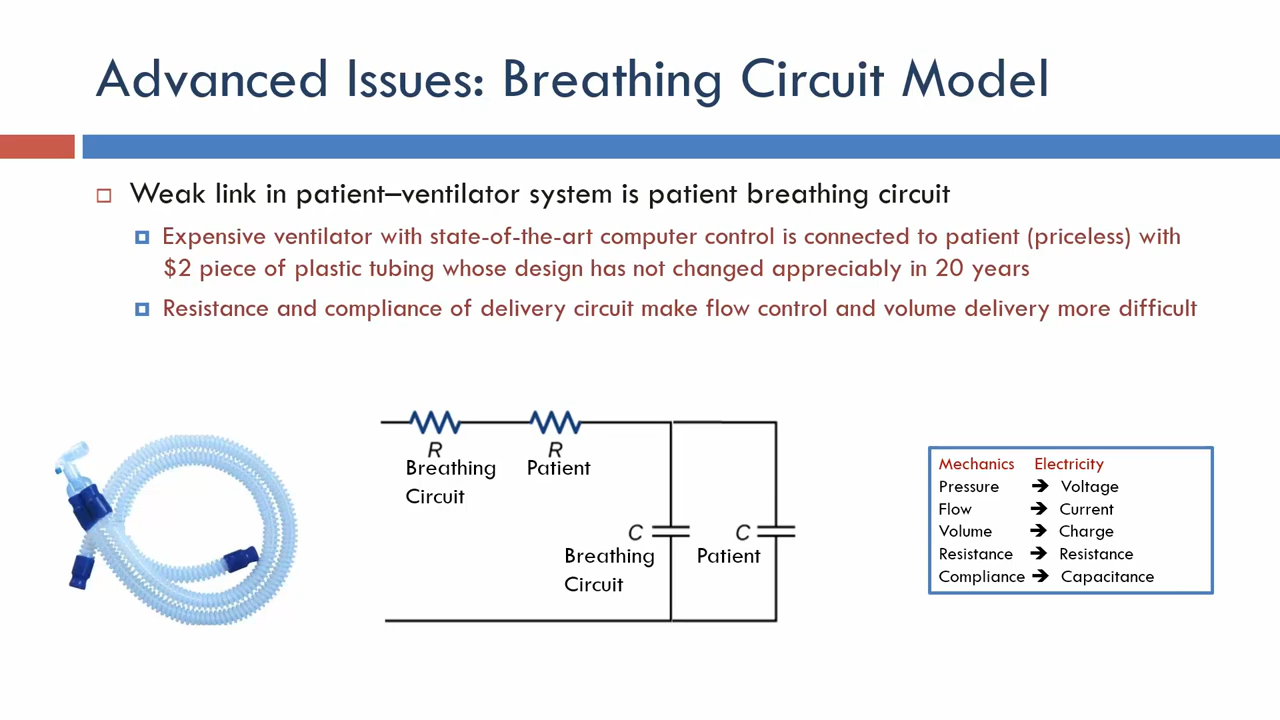 Advanced Issues: Breathing Circuit Model
Weak link in patient–ventilator system is patient breathing circuit
Expensive ventilator with state-of-the-art computer control is connected to patient (priceless) with
$2 piece of plastic tubing whose design has not changed appreciably in 20 years
Resistance and compliance of delivery circuit make flow control and volume delivery more difficult
R
Breathing
Circuit
R
Patient
C
Breathing
Circuit
C
Patient
Mechanics Electricity
Pressure → Voltage
Flow → Current
Volume → Charge
Resistance → Resistance
Compliance → Capacitance